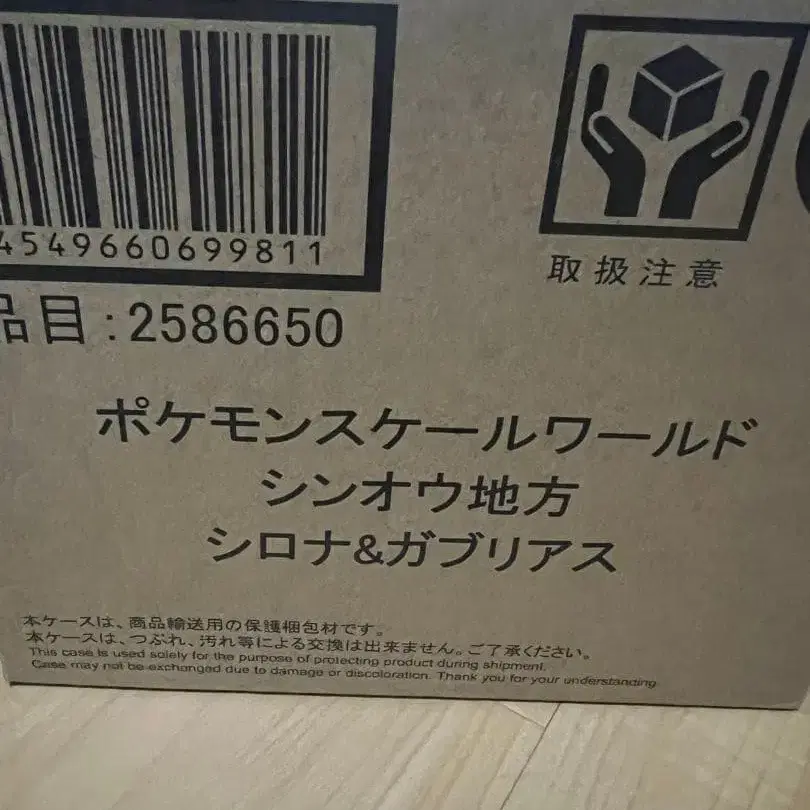 4549660699811
取扱注意
品目:2586650
ポケモンスケールワールド
シンオウ地方
シロナ&ガブリアス
本ケースは、商品輸送用の保護梱包材です。
本ケースは、つぶれ、汚れ等による交換は出来ません。ご了承ください。
This case is used solely for the purpose of protecting product during shipment.
Case may not be exchanged due to damage or discoloration. Thank you for your understanding.